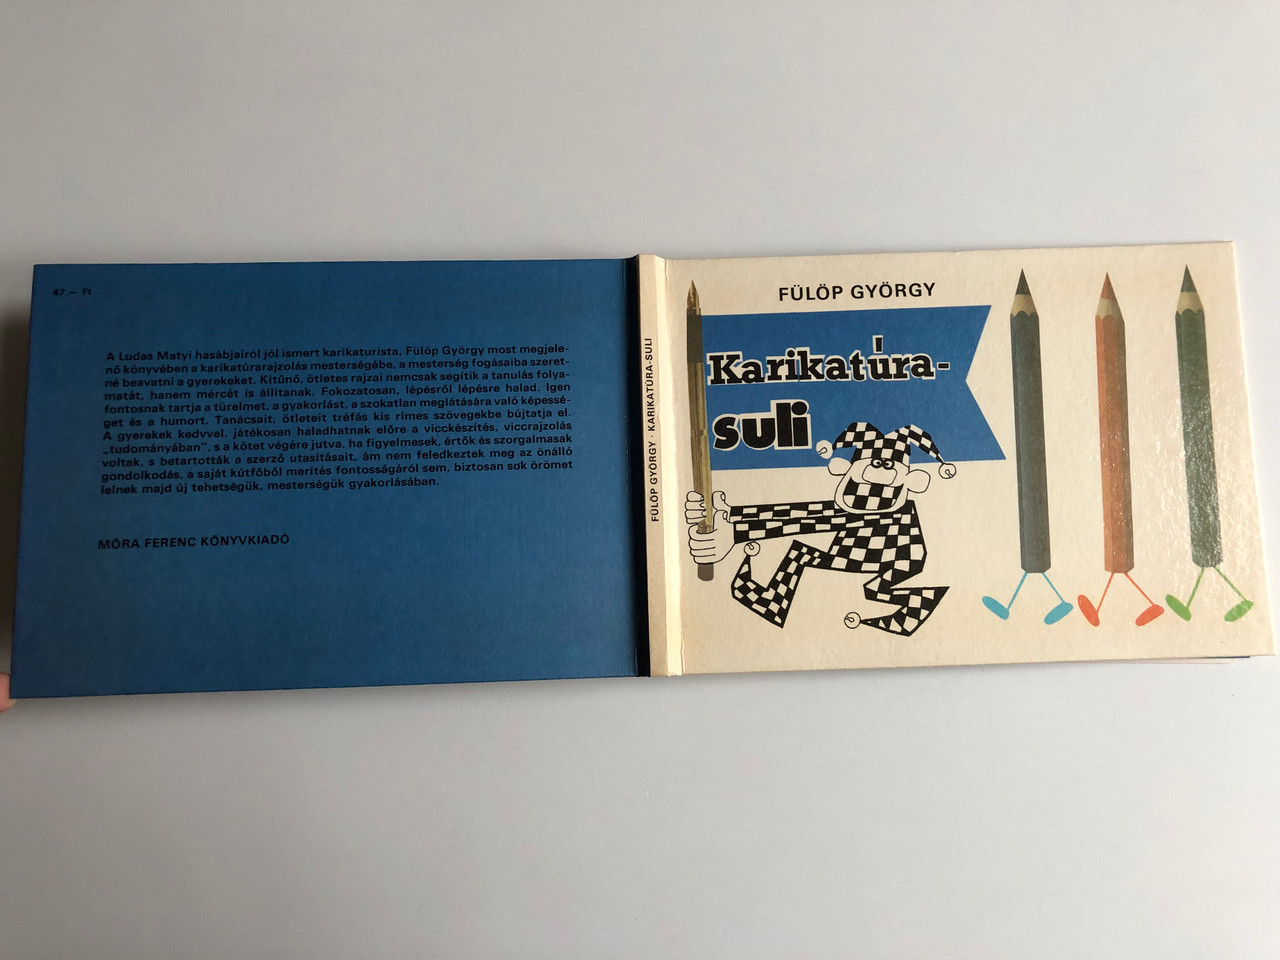 47.— Ft
A Ludas Matyi hasábjairól jól ismert karikaturista, Fülöp György most megjele-
nő könyvében a karikatúrarajzolás mesterségébe, a mesterség fogásaiba szeret-
né beavatni a gyerekeket. Kitűnő, ötletes rajzai nemcsak segítik a tanulás folya-
matát, hanem mércét is állítanak. Fokozatosan, lépésről lépésre halad. Igen
fontosnak tartja a türelmet, a gyakorlást, a szokatlan meglátására való képessé-
get és a humort. Tanácsait, ötleteit tréfás kis rímes szövegekbe bújtatja el.
A gyerekek kedvvel, játékosan haladhatnak előre a vicckészítés, viccrajzolás
„tudományában", s a kötet végére jutva, ha figyelmesek, értők és szorgalmasak
voltak, s betartották a szerző utasításait, ám nem feledkeztek meg az önálló
gondolkodás, a saját kútfőből merítés fontosságáról sem, biztosan sok örömet
lelnek majd új tehetségük, mesterségük gyakorlásában.
MÓRA FERENC KÖNYVKIADÓ
FÜLÖP GYÖRGY · KARIKATÚRA-SULI
FÜLÖP GYÖRGY
Karikatúra-
suli